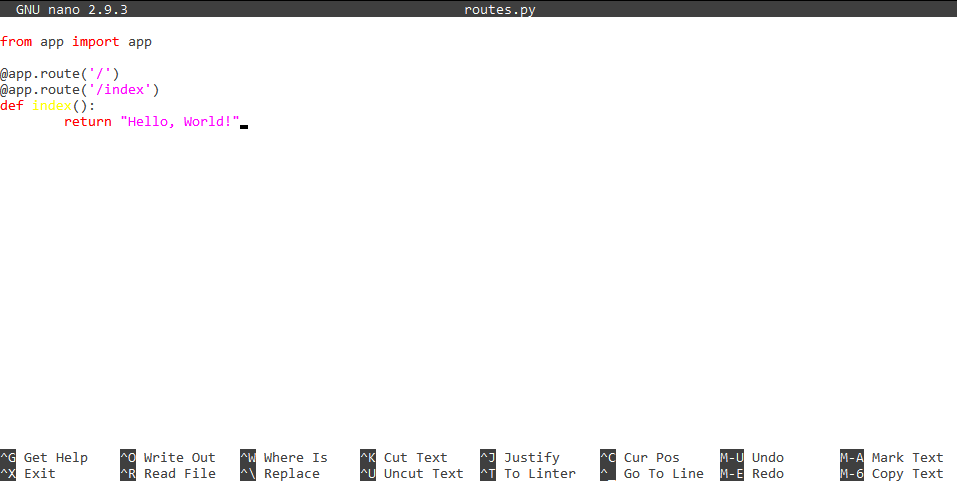 GNU nano 2.9.3 routes.py
from app import app
@app.route('/')
@app.route('/index')
def index():
        return "Hello, World!"
^G Get Help ^O Write Out ^W Where Is ^K Cut Text ^J Justify ^C Cur Pos M-U Undo M-A Mark Text
^X Exit ^R Read File ^\ Replace ^U Uncut Text ^T To Linter ^_ Go To Line M-E Redo M-6 Copy Text